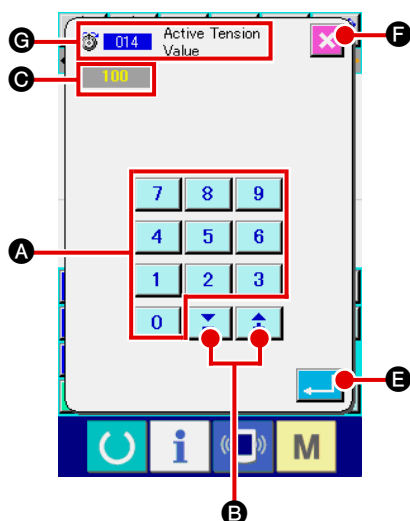 G
014 Active Tension
Value
F
C
100
7 8 9
A
4 5 6
1 2 3
0
E
i M
B